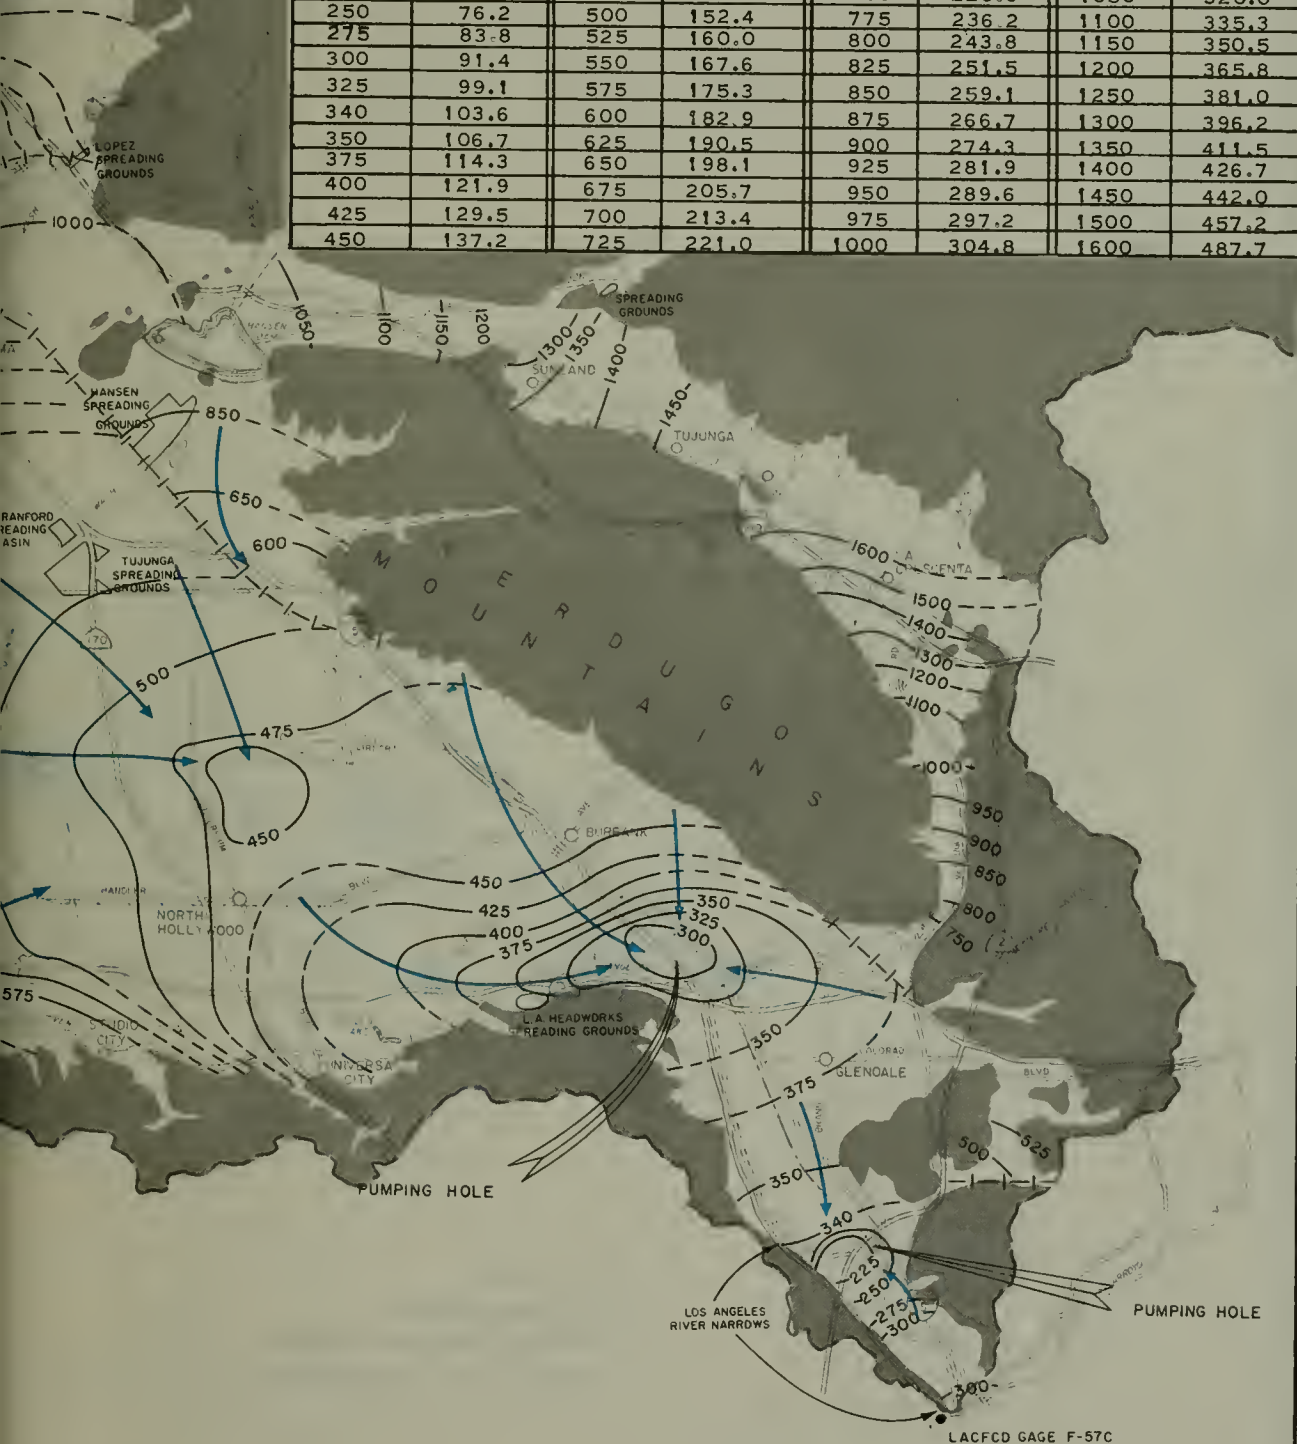 250 76.2 500 152.4 775 236.2 1100 335.3
275 83.8 525 160.0 800 243.8 1150 350.5
300 91.4 550 167.6 825 251.5 1200 365.8
325 99.1 575 175.3 850 259.1 1250 381.0
340 103.6 600 182.9 875 266.7 1300 396.2
350 106.7 625 190.5 900 274.3 1350 411.5
375 114.3 650 198.1 925 281.9 1400 426.7
400 121.9 675 205.7 950 289.6 1450 442.0
425 129.5 700 213.4 975 297.2 1500 457.2
450 137.2 725 221.0 1000 304.8 1600 487.7
LOPEZ
SPREADING
GROUNDS
1000
1050
1100
1150
1200
SPREADING
GROUNDS
1300
1350
1400
SUNLAND
1450
TUJUNGA
HANSEN
SPREADING
GROUNDS
850
650
600
TUJUNGA
SPREADING
GROUNDS
170
5
500
475
450
VERDUGO
MOUNTAINS
1600
1500
1400
1300
1200
1100
1000
950
900
850
800
750
2
BURBANK
NORTH
HOLLYWOOD
450
425
400
375
350
325
300
575
STUDIO
CITY
UNIVERSAL
CITY
L.A. HEADWORKS
SPREADING GROUNDS
350
375
GLENDALE
BLVD
525
500
PUMPING HOLE
350
340
225
250
275
300
LOS ANGELES
RIVER NARROWS
PUMPING HOLE
300
LACFCD GAGE F-57C